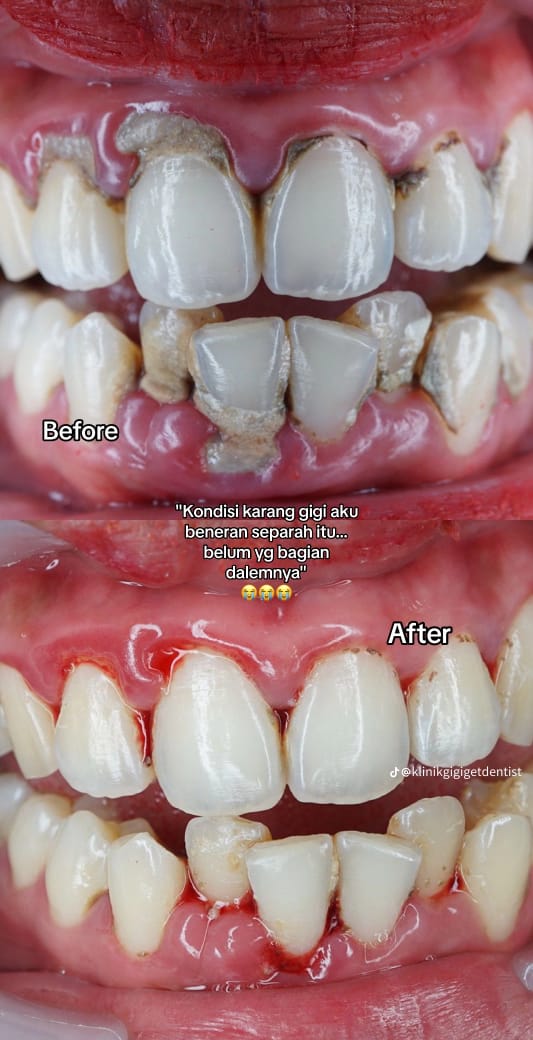 Before
"Kondisi karang gigi aku
beneran separah itu...
belum yg bagian
dalemnya"
😭😭😭
After
@klinikgigigetdentist